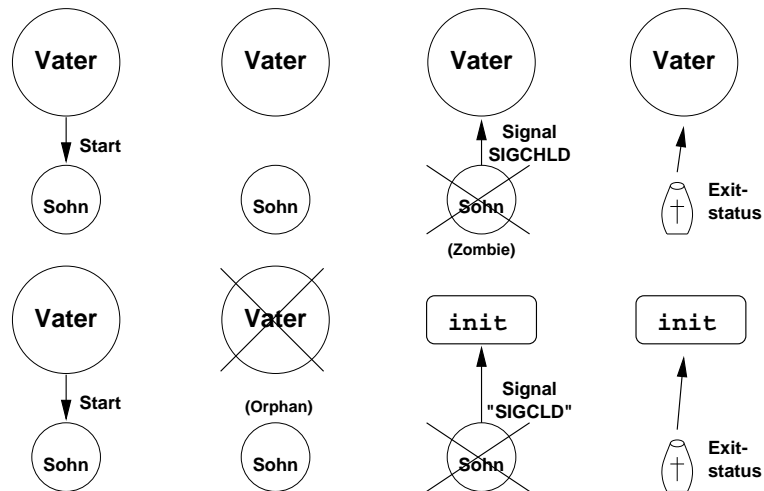 Vater
Vater
Vater
Vater
Start
Signal
SIGCHLD
Sohn
Sohn
Sohn
Exit-
status
(Zombie)
Vater
Vater
init
init
Start
(Orphan)
Signal
"SIGCLD"
Sohn
Sohn
Sohn
Exit-
status